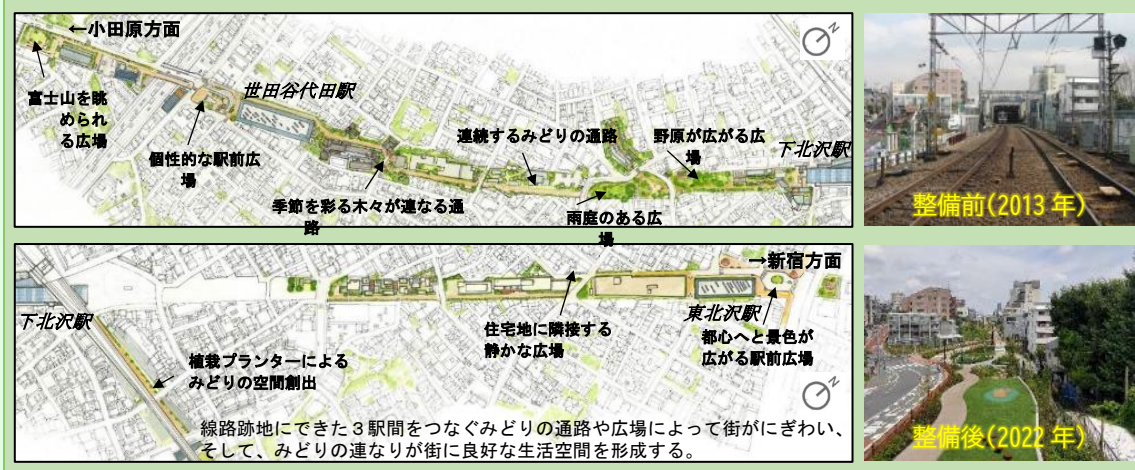 ←小田原方面
富士山を眺
められ
る広場
個性的な駅前広
場
世田谷代田駅
季節を彩る木々が連なる通
路
連続するみどりの通路
雨庭のある広
場
野原が広がる広
場
下北沢駅
N
整備前(2013 年)
下北沢駅
植栽プランターによる
みどりの空間創出
住宅地に隣接する
静かな広場
→新宿方面
東北沢駅
都心へと景色が
広がる駅前広場
N
線路跡地にできた3駅間をつなぐみどりの通路や広場によって街がにぎわい、
そして、みどりの連なりが街に良好な生活空間を形成する。
整備後(2022 年)